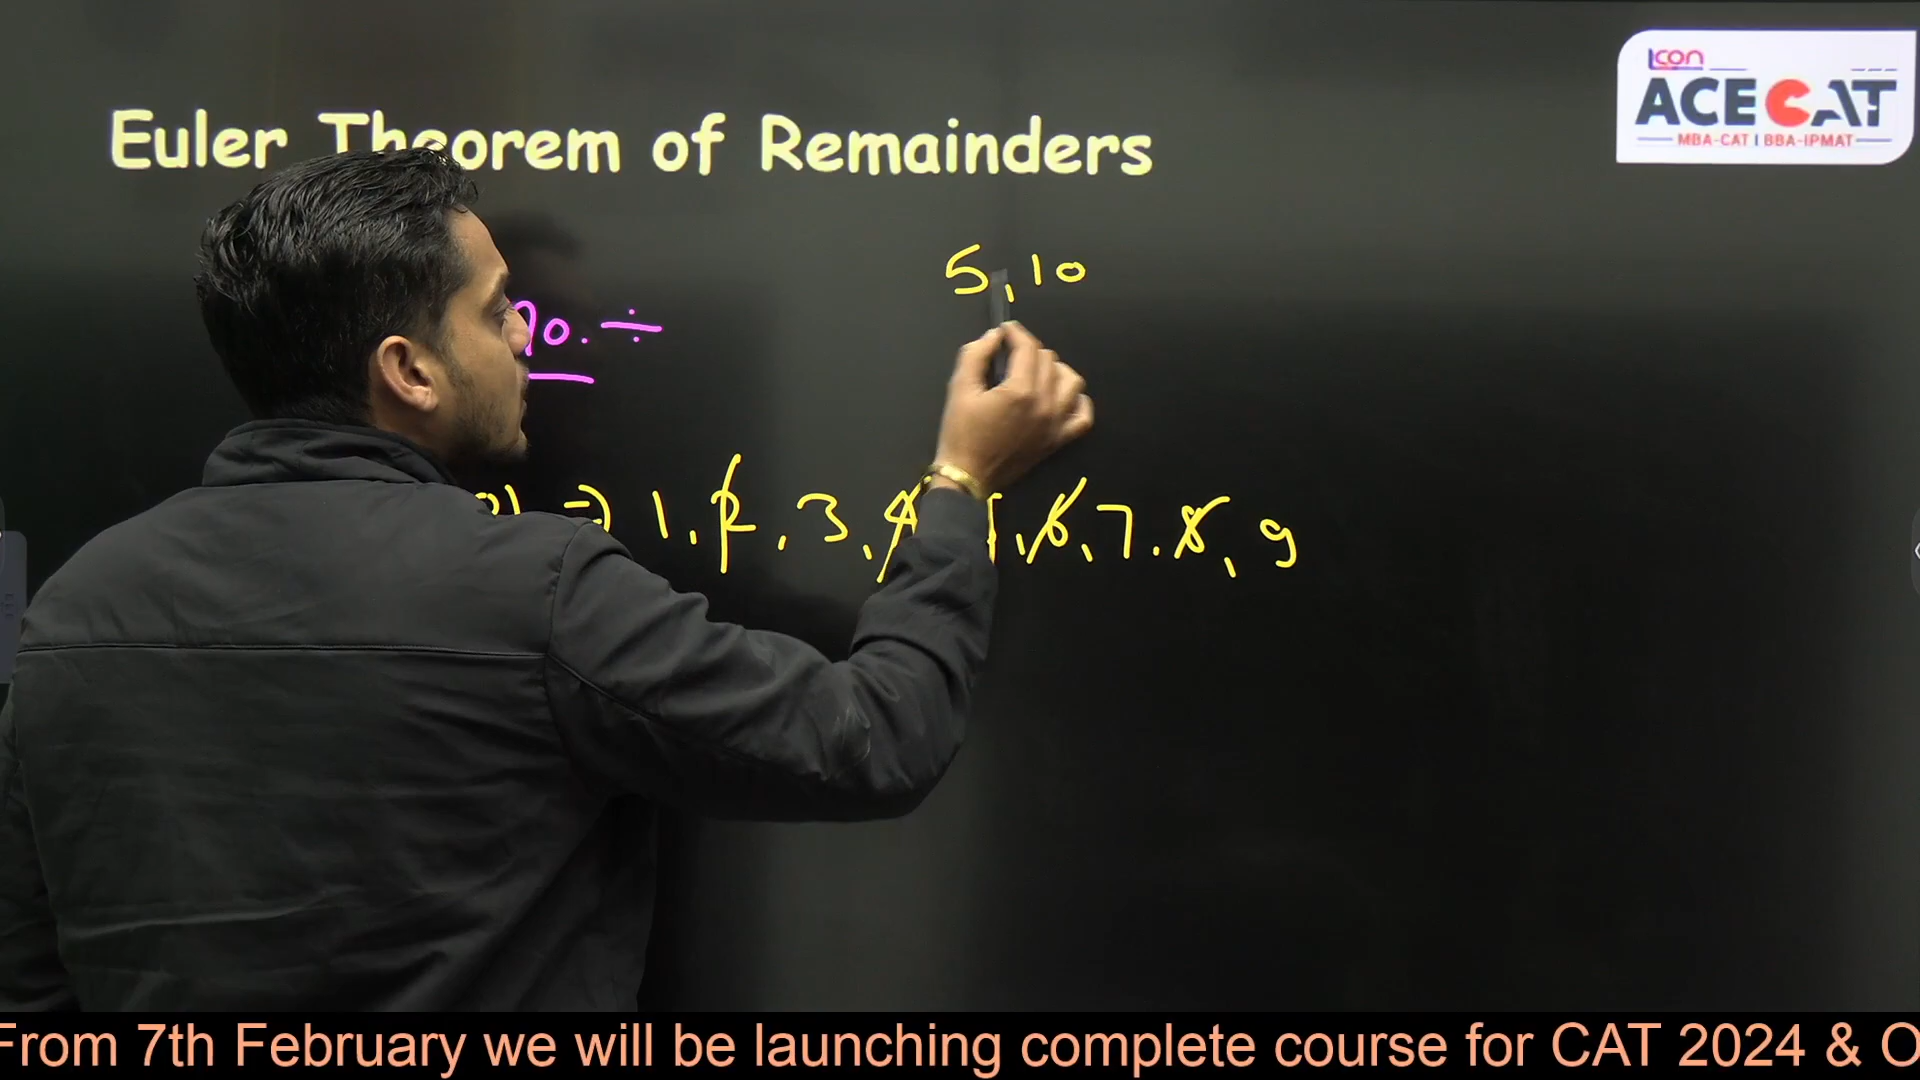 Icon
ACE CAT
MBA-CAT | BBA-IPMAT
Euler Theorem of Remainders
5, 10
no. ÷
⇒ 1, 2, 3, 4, 6, 7, 8, 9
From 7th February we will be launching complete course for CAT 2024 & O